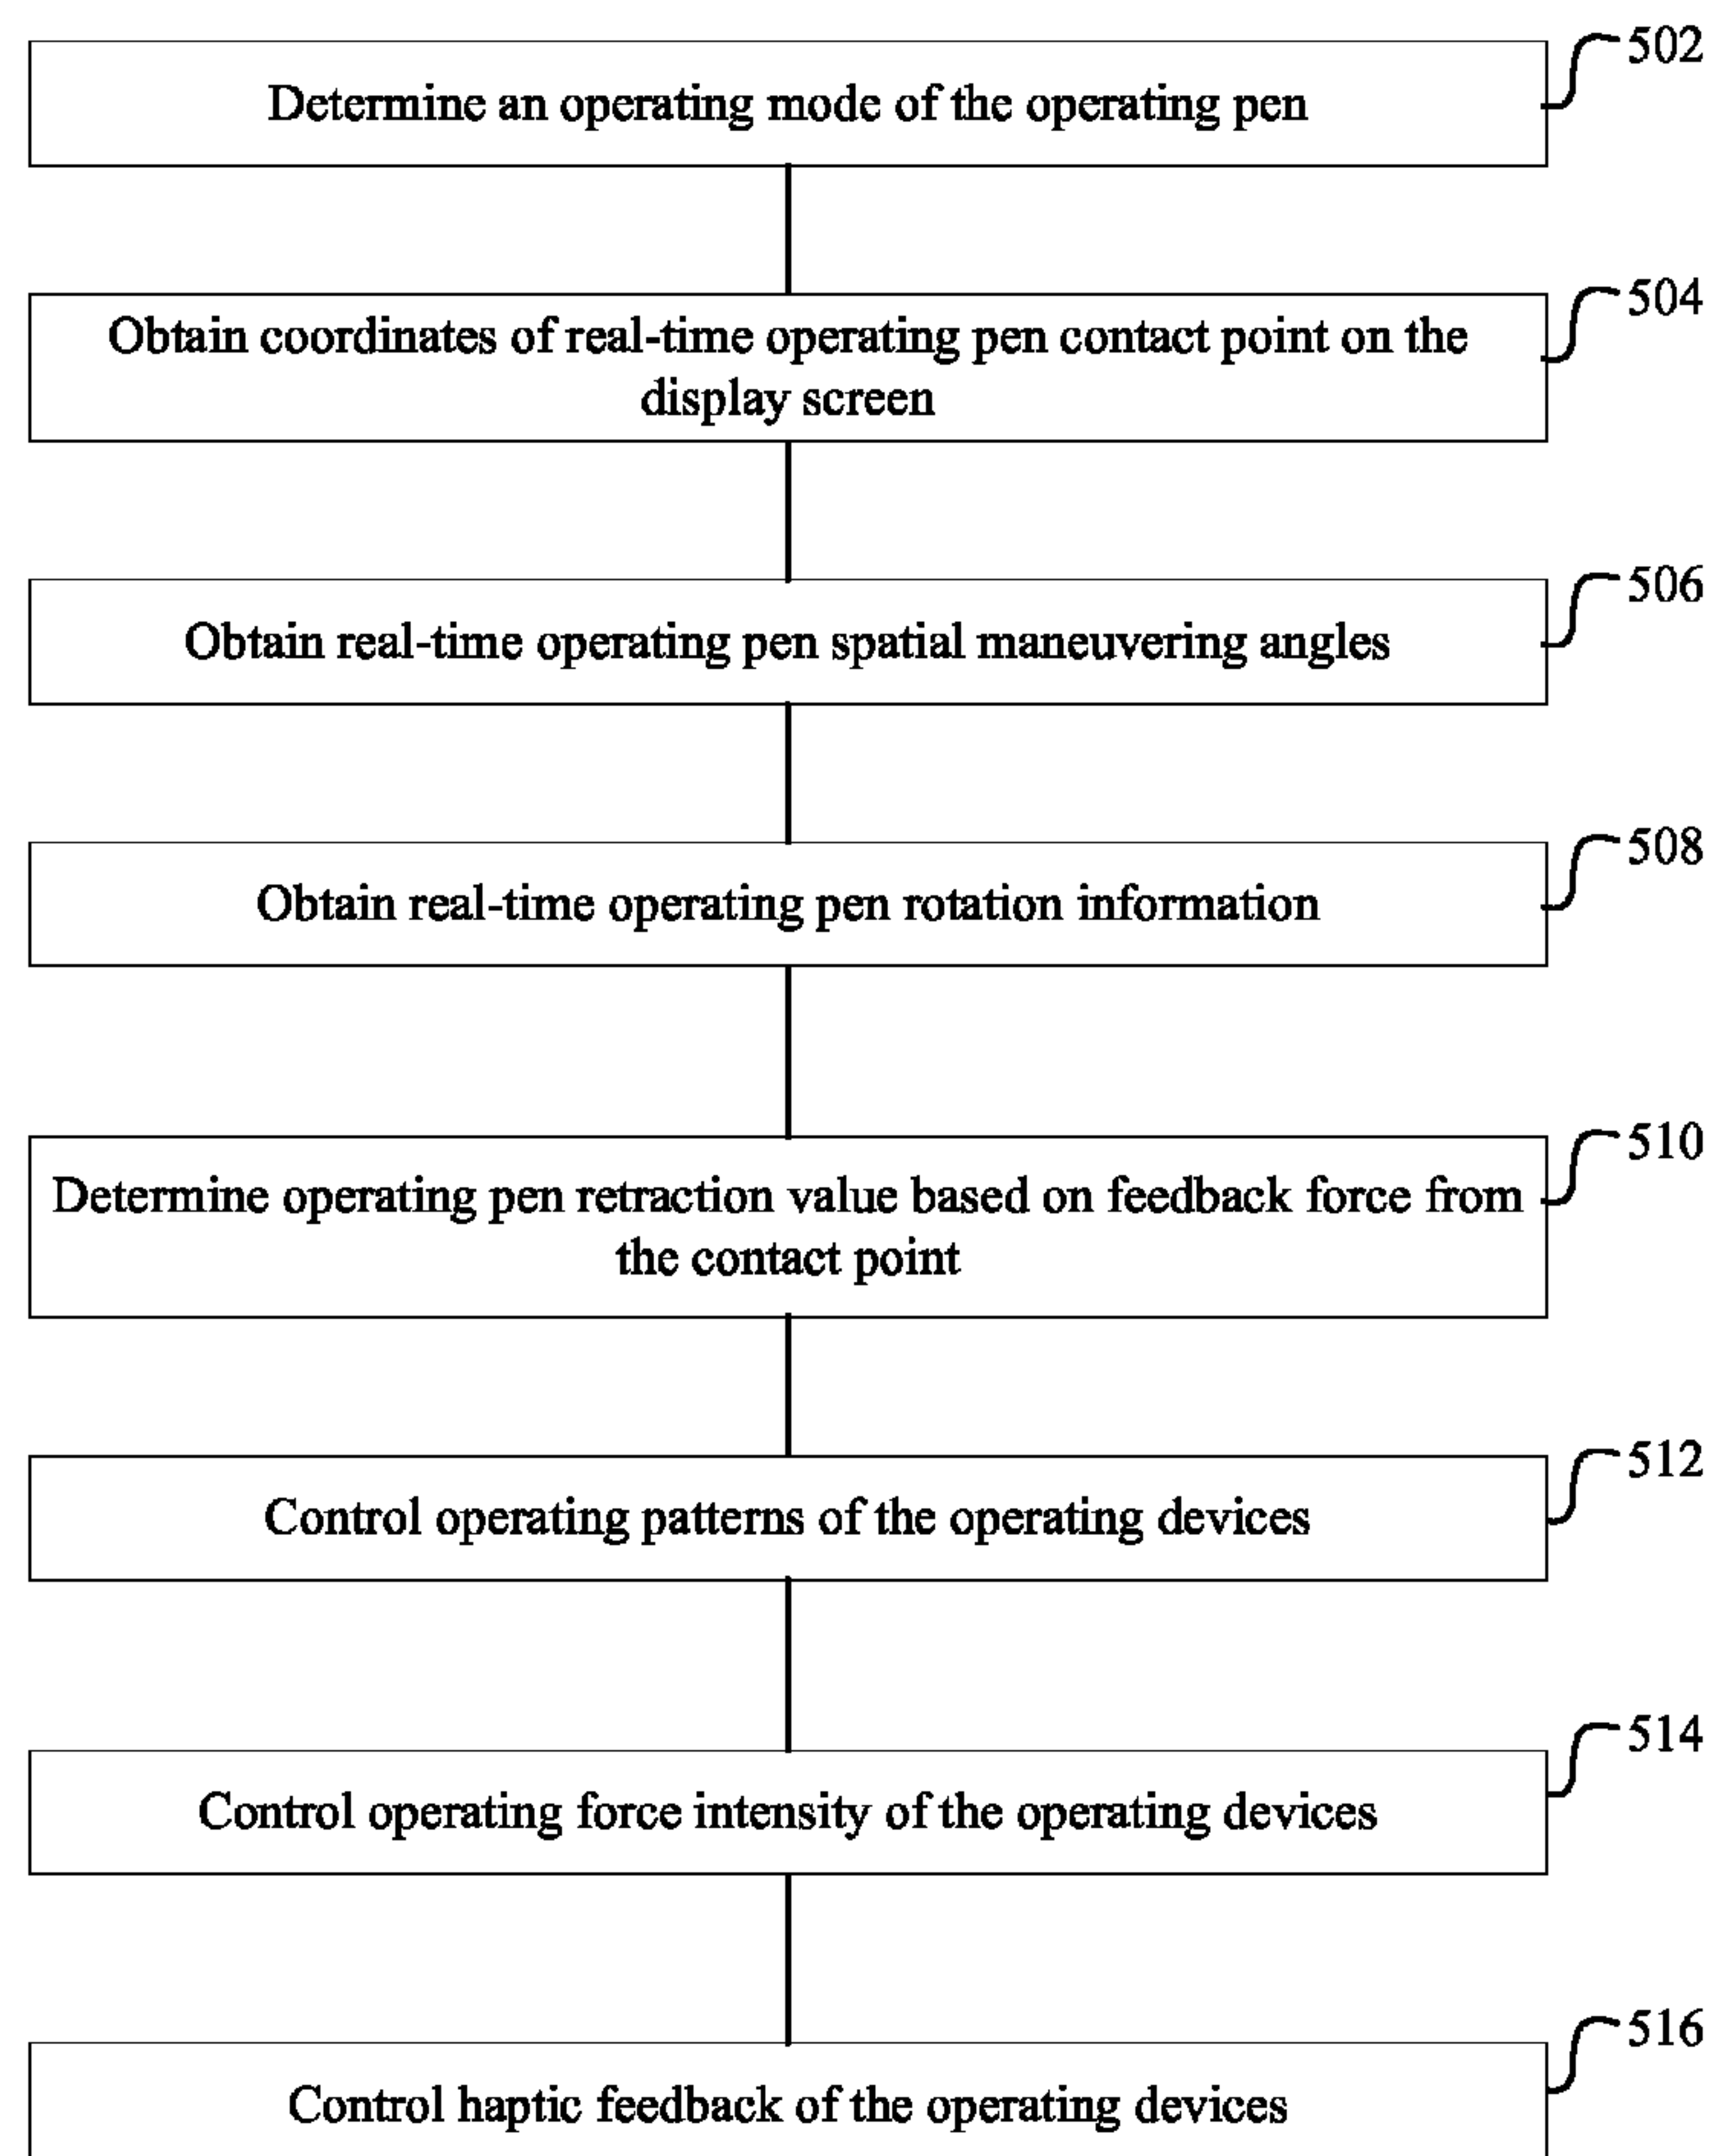 502
Determine an operating mode of the operating pen
504
Obtain coordinates of real-time operating pen contact point on the
display screen
506
Obtain real-time operating pen spatial maneuvering angles
508
Obtain real-time operating pen rotation information
510
Determine operating pen retraction value based on feedback force from
the contact point
512
Control operating patterns of the operating devices
514
Control operating force intensity of the operating devices
516
Control haptic feedback of the operating devices